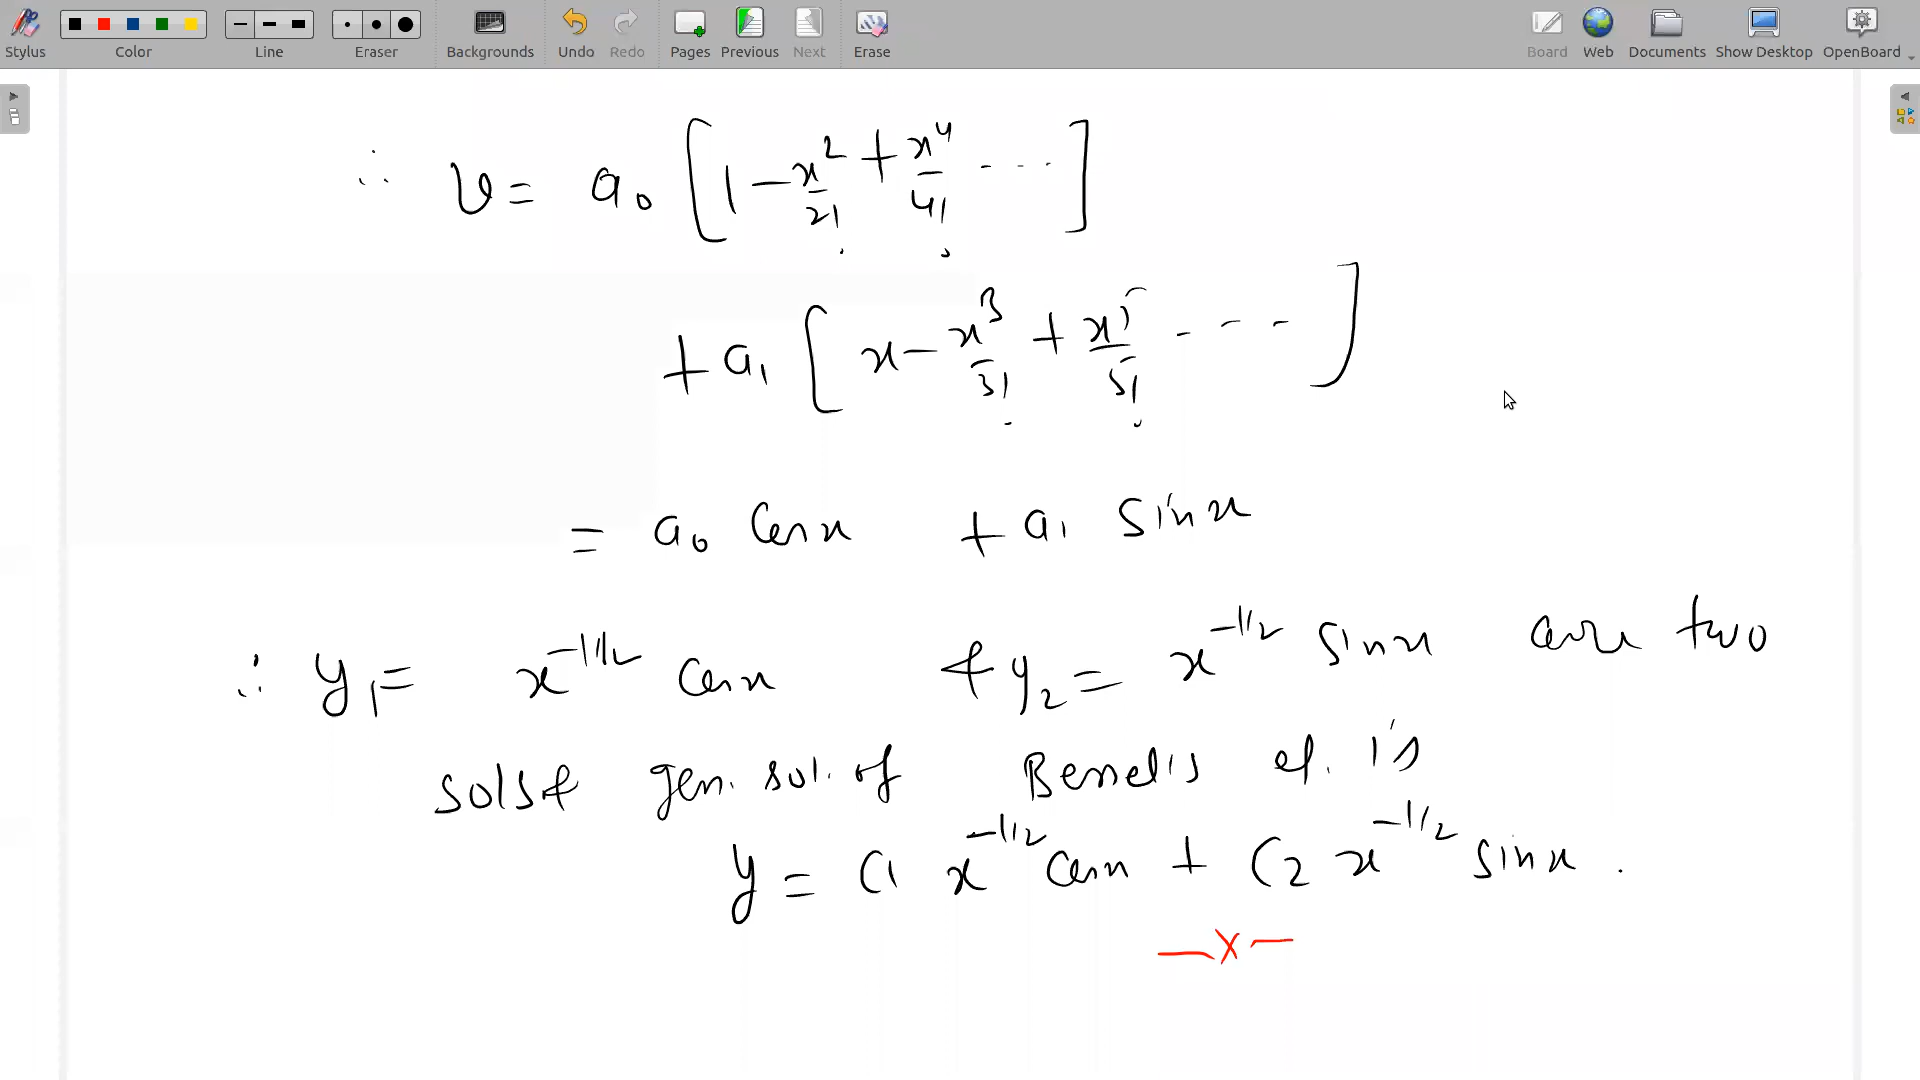 Stylus Color Line Eraser Backgrounds Undo Redo Pages Previous Next Erase Board Web Documents Show Desktop OpenBoard
∴ v = a₀ [1 - x²/2! + x⁴/4! ----]
+ a₁ [x - x³/3! + x⁵/5! ----]
= a₀ cos x + a₁ sin x
∴ y₁ = x^(-1/2) cos x & y₂ = x^(-1/2) sin x are two
sols & gen. sol. of Bessel's eq. is
y = C₁ x^(-1/2) cos x + C₂ x^(-1/2) sin x .
—x—